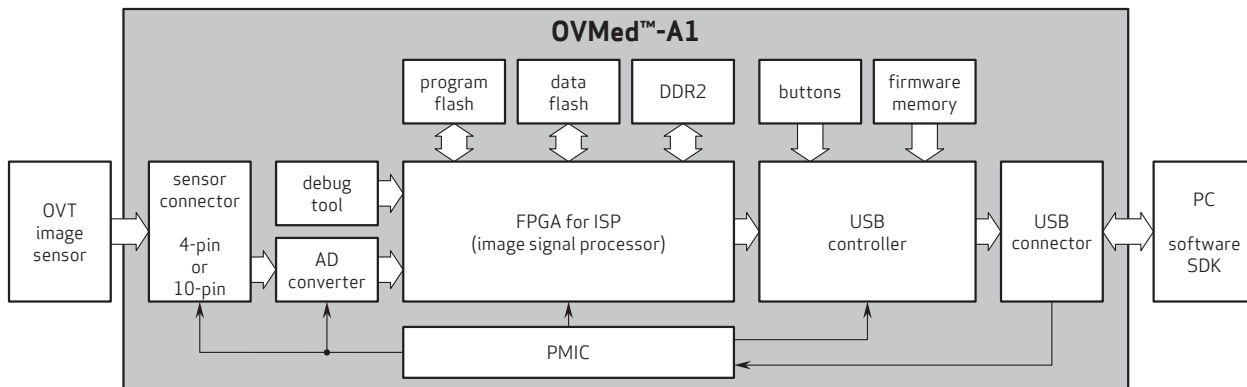 OVMed™-A1
program
flash
data
flash
DDR2
buttons
firmware
memory
OVT
image
sensor
sensor
connector
4-pin
or
10-pin
debug
tool
AD
converter
FPGA for ISP
(image signal processor)
USB
controller
USB
connector
PC
software
SDK
PMIC